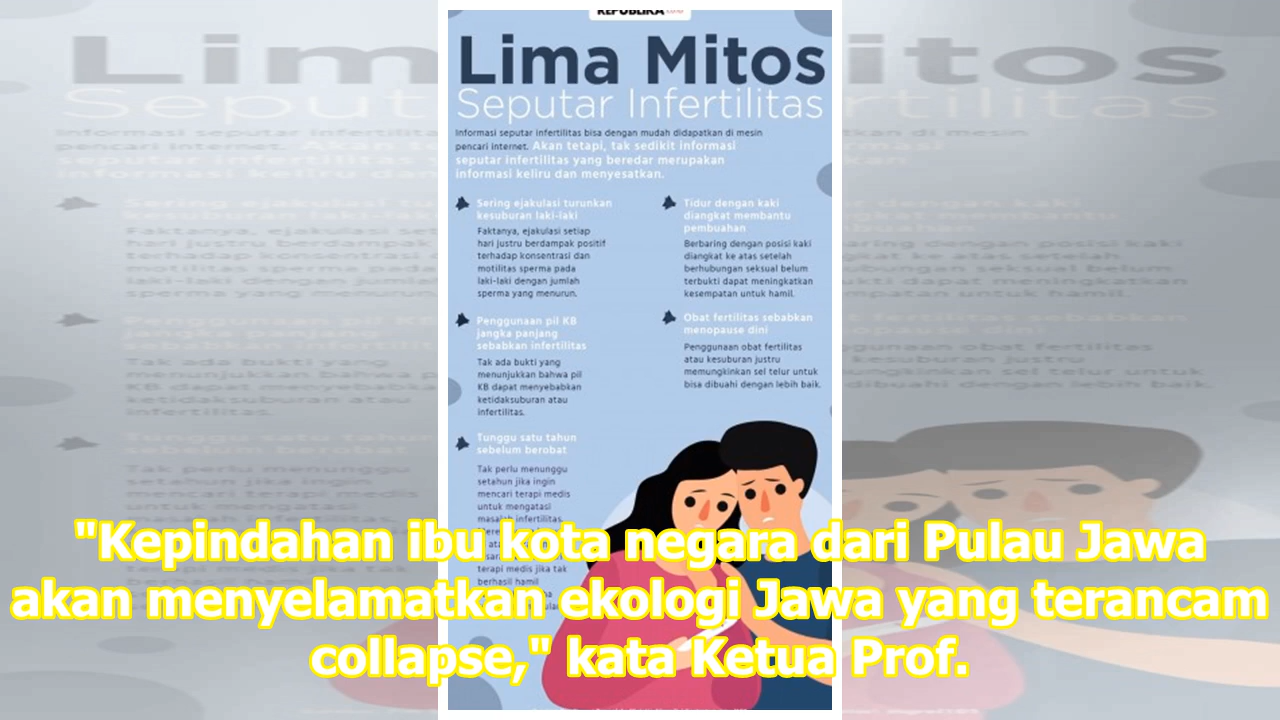 REPUBLIKA
Lima Mitos
Seputar Infertilitas
Informasi seputar infertilitas bisa dengan mudah didapatkan di mesin
pencari internet. Akan tetapi, tak sedikit informasi
seputar infertilitas yang beredar merupakan
informasi keliru dan menyesatkan.
Sering ejakulasi turunkan
kesuburan laki-laki
Faktanya, ejakulasi setiap
hari justru berdampak positif
terhadap konsentrasi dan
motilitas sperma pada
laki-laki dengan jumlah
sperma yang menurun.
Penggunaan pil KB
jangka panjang
sebabkan infertilitas
Tak ada bukti yang
menunjukkan bahwa pil
KB dapat menyebabkan
ketidaksuburan atau
infertilitas.
Tunggu satu tahun
sebelum berobat
Tak perlu menunggu
setahun jika ingin
mencari terapi medis
untuk mengatasi
masalah infertilitas.
terapi medis jika tak
berhasil hamil
Tidur dengan kaki
diangkat membantu
pembuahan
Berbaring dengan posisi kaki
diangkat ke atas setelah
berhubungan seksual belum
terbukti dapat meningkatkan
kesempatan untuk hamil.
Obat fertilitas sebabkan
menopause dini
Penggunaan obat fertilitas
atau kesuburan justru
memungkinkan sel telur untuk
bisa dibuahi dengan lebih baik.
"Kepindahan ibu kota negara dari Pulau Jawa
akan menyelamatkan ekologi Jawa yang terancam
collapse," kata Ketua Prof.